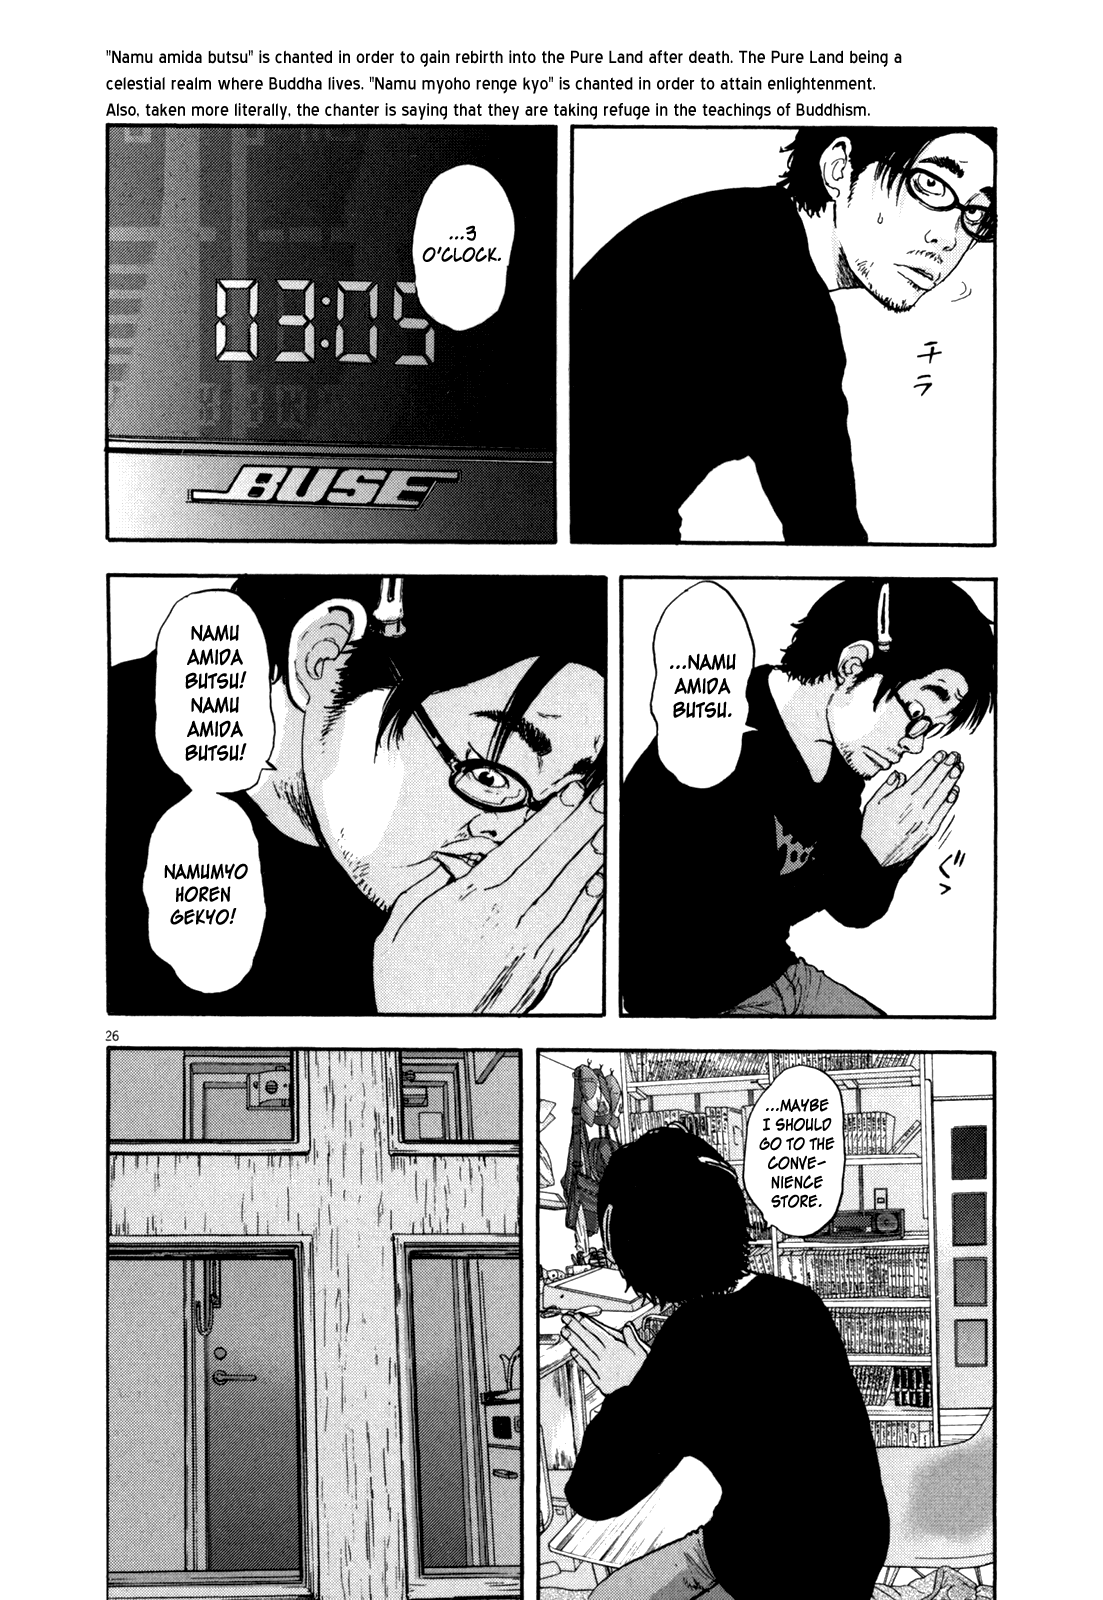 "Namu amida butsu" is chanted in order to gain rebirth into the Pure Land after death. The Pure Land being a
celestial realm where Buddha lives. "Namu myoho renge kyo" is chanted in order to attain enlightenment.
Also, taken more literally, the chanter is saying that they are taking refuge in the teachings of Buddhism.
チ
ラ
...3
O'CLOCK.
03:05
BUSE
...NAMU
AMIDA
BUTSU.
ぐっ
NAMU
AMIDA
BUTSU!
NAMU
AMIDA
BUTSU!
NAMUMYO
HOREN
GEKYO!
26
...MAYBE
I SHOULD
GO TO THE
CONVE-
NIENCE
STORE.